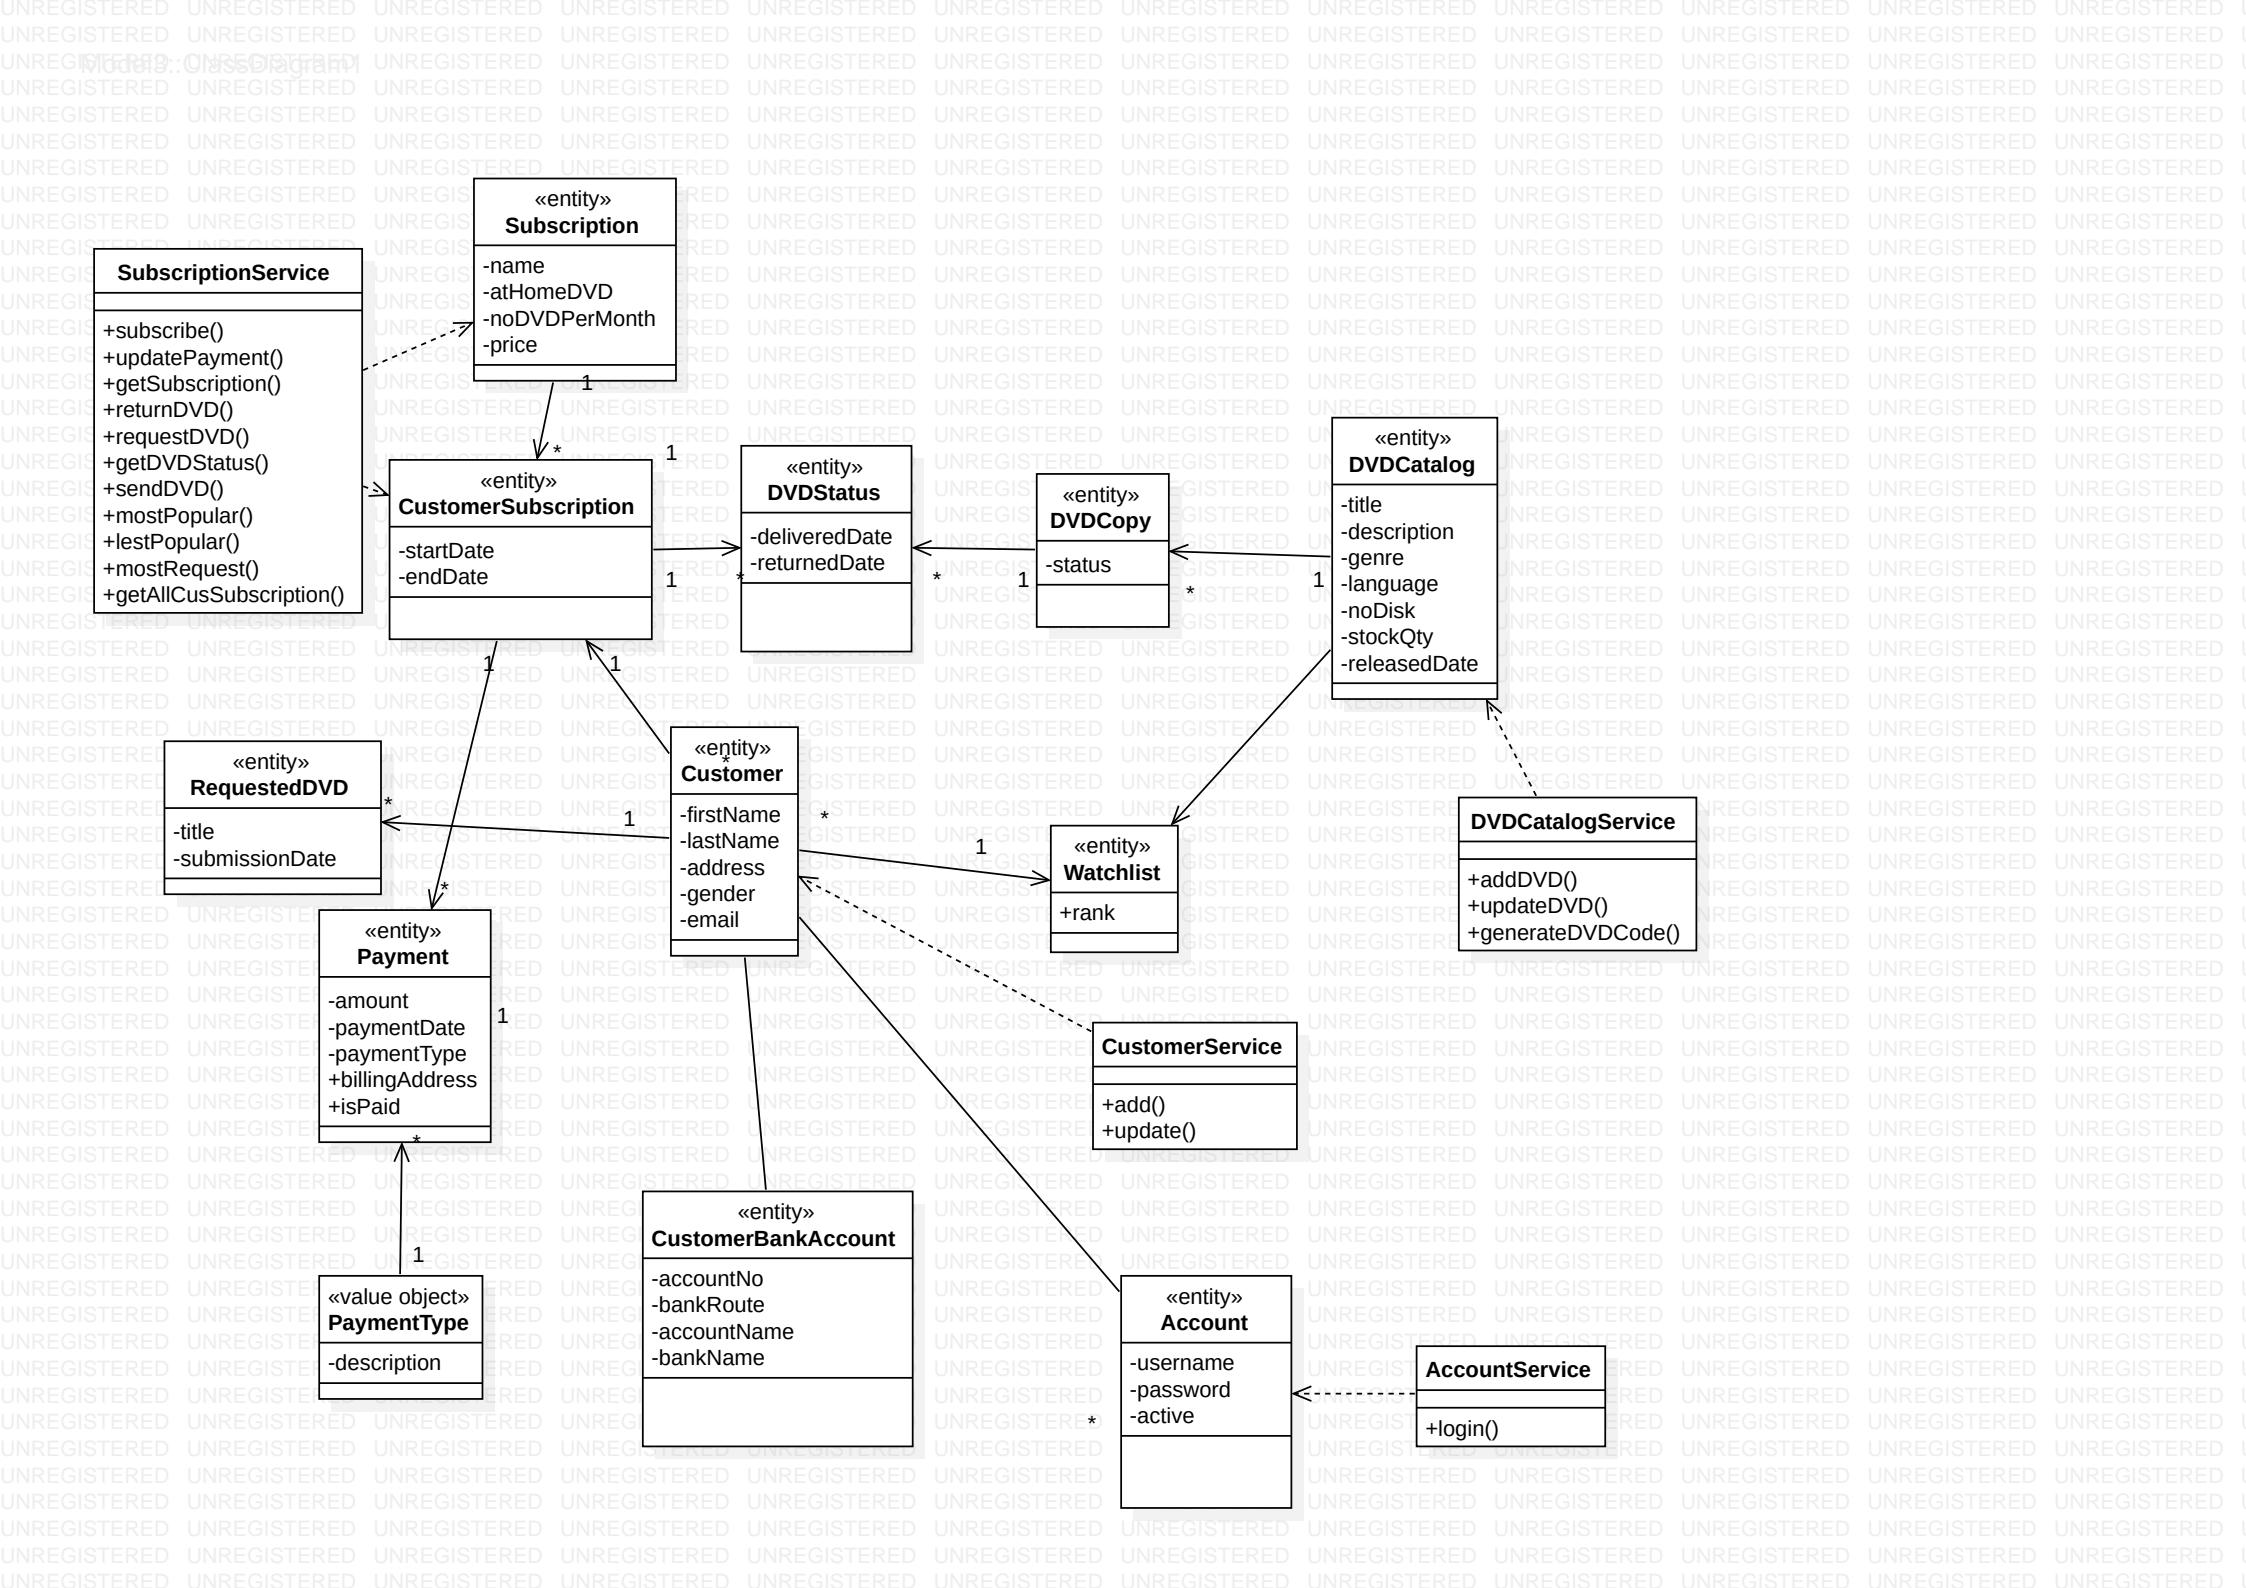 Model3::ClassDiagram1
UNREGISTERED
«entity»
Subscription
-name
-atHomeDVD
-noDVDPerMonth
-price
SubscriptionService
+subscribe()
+updatePayment()
+getSubscription()
+returnDVD()
+requestDVD()
+getDVDStatus()
+sendDVD()
+mostPopular()
+lestPopular()
+mostRequest()
+getAllCusSubscription()
1
*
«entity»
CustomerSubscription
-startDate
-endDate
1
1
*
«entity»
DVDStatus
-deliveredDate
-returnedDate
*
1
«entity»
DVDCopy
-status
*
1
«entity»
DVDCatalog
-title
-description
-genre
-language
-noDisk
-stockQty
-releasedDate
1
1
«entity»
RequestedDVD
-title
-submissionDate
*
1
«entity»
*
Customer
-firstName
-lastName
-address
-gender
-email
*
1
«entity»
Watchlist
+rank
DVDCatalogService
+addDVD()
+updateDVD()
+generateDVDCode()
*
«entity»
Payment
-amount
-paymentDate
-paymentType
+billingAddress
+isPaid
1
*
1
CustomerService
+add()
+update()
«value object»
PaymentType
-description
«entity»
CustomerBankAccount
-accountNo
-bankRoute
-accountName
-bankName
«entity»
Account
-username
-password
-active
*
AccountService
+login()